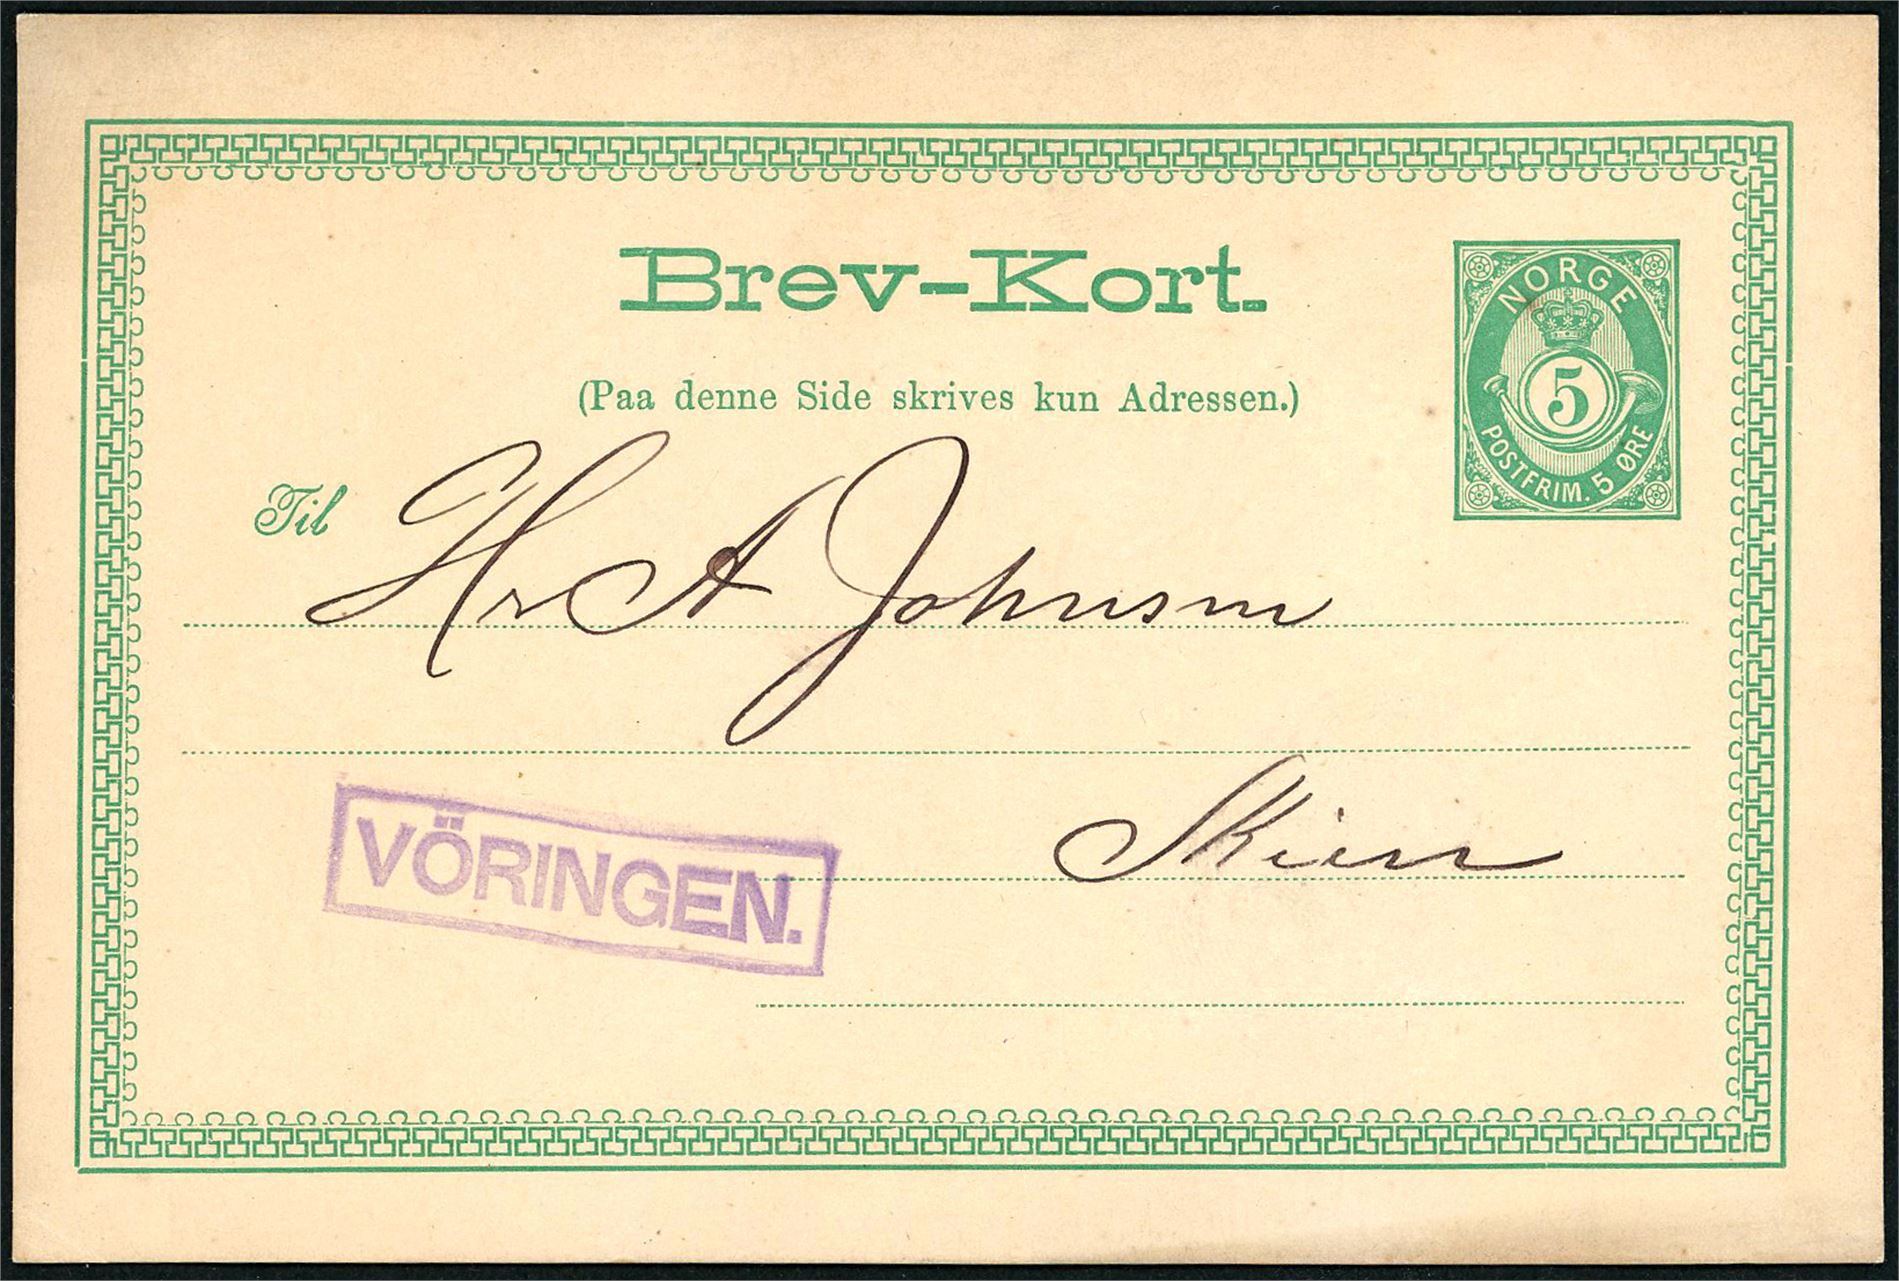 Brev-Kort.
NORGE
5
POSTFRIM. 5 ØRE
(Paa denne Side skrives kun Adressen.)
Til Hr A Johnsen
Skien
VÖRINGEN.